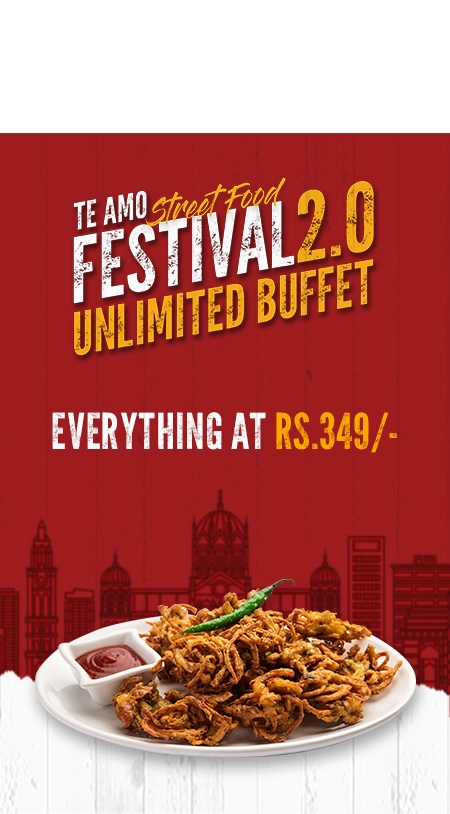 TE AMO Street Food
FESTIVAL 2.0
UNLIMITED BUFFET
EVERYTHING AT RS.349/-